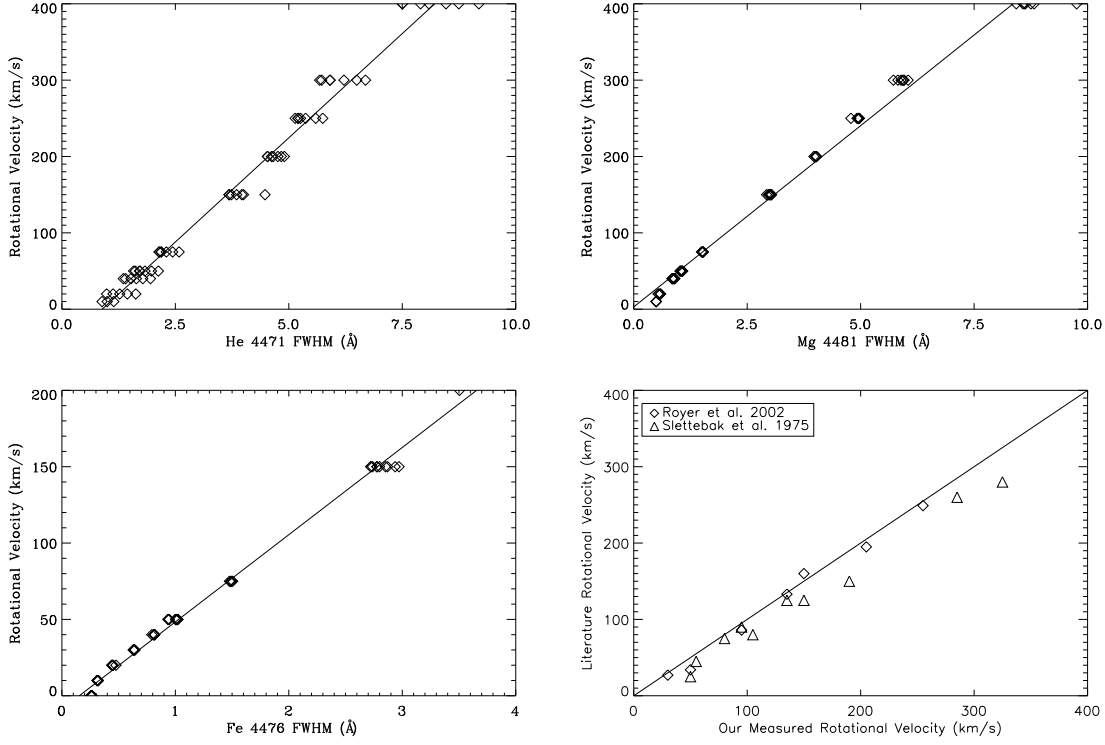 400
300
200
100
0
Rotational Velocity (km/s)
0.0 2.5 5.0 7.5 10.0
He 4471 FWHM (Å)
400
300
200
100
0
Rotational Velocity (km/s)
0.0 2.5 5.0 7.5 10.0
Mg 4481 FWHM (Å)
200
150
100
50
0
Rotational Velocity (km/s)
0 1 2 3 4
Fe 4476 FWHM (Å)
400
300
200
100
0
Literature Rotational Velocity (km/s)
Royer et al. 2002
Slettebak et al. 1975
0 100 200 300 400
Our Measured Rotational Velocity (km/s)